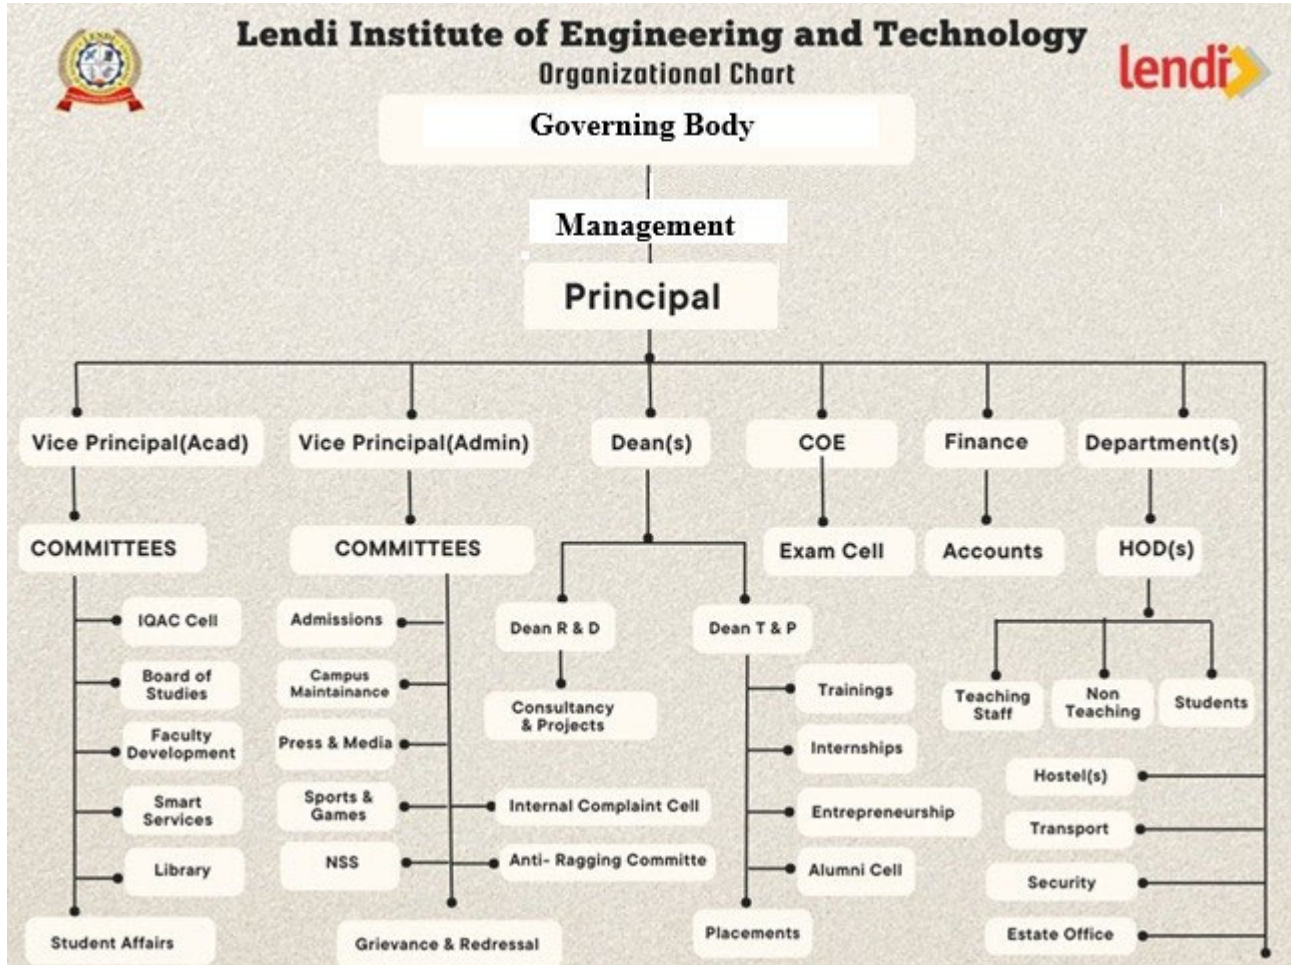 Lendi Institute of Engineering and Technology
Organizational Chart
LENDI
lendi
Governing Body
Management
Principal
Vice Principal(Acad)
Vice Principal(Admin)
Dean(s)
COE
Finance
Department(s)
COMMITTEES
COMMITTEES
Exam Cell
Accounts
HOD(s)
IQAC Cell
Board of
Studies
Faculty
Development
Smart
Services
Library
Student Affairs
Admissions
Campus
Maintainance
Press & Media
Sports &
Games
NSS
Internal Complaint Cell
Anti- Ragging Committe
Grievance & Redressal
Dean R & D
Consultancy
& Projects
Dean T & P
Trainings
Internships
Entrepreneurship
Alumni Cell
Placements
Teaching
Staff
Non
Teaching
Students
Hostel(s)
Transport
Security
Estate Office